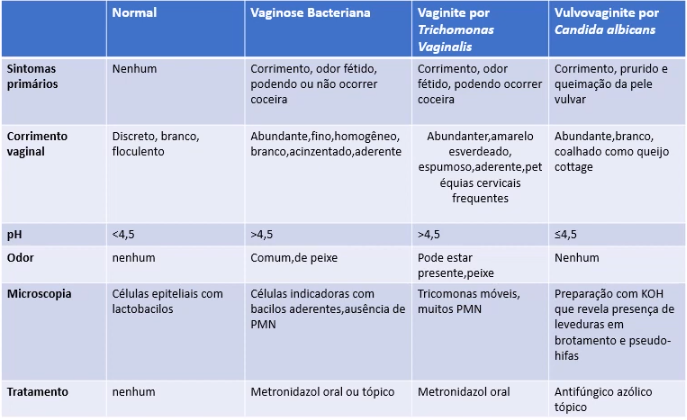 Normal
Vaginose Bacteriana
Vaginite por
Trichomonas
Vaginalis
Vulvovaginite por
Candida albicans
Sintomas
primários
Nenhum
Corrimento, odor fétido,
podendo ou não ocorrer
coceira
Corrimento, odor
fétido, podendo ocorrer
coceira
Corrimento, prurido e
queimação da pele
vulvar
Corrimento
vaginal
Discreto, branco,
floculento
Abundante,fino,homogêneo,
branco,acinzentado,aderente
Abundanter,amarelo
esverdeado,
espumoso,aderente,pet
équias cervicais
frequentes
Abundante,branco,
coalhado como queijo
cottage
pH
<4,5
>4,5
>4,5
≤4,5
Odor
nenhum
Comum,de peixe
Pode estar
presente,peixe
Nenhum
Microscopia
Células epiteliais com
lactobacilos
Células indicadoras com
bacilos aderentes,ausência de
PMN
Tricomonas móveis,
muitos PMN
Preparação com KOH
que revela presença de
leveduras em
brotamento e pseudo-
hifas
Tratamento
nenhum
Metronidazol oral ou tópico
Metronidazol oral
Antifúngico azólico
tópico